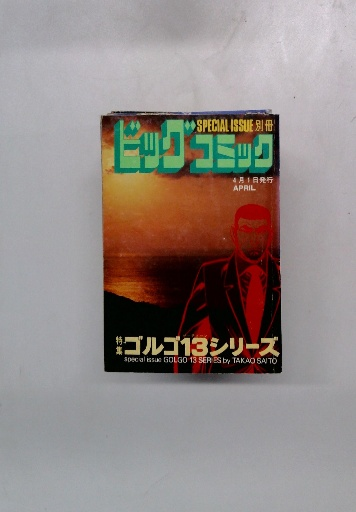 SPECIAL ISSUE 別冊
ビッグコミック
4月1日発行
APRIL
特集 ゴルゴ13シリーズ
special issue GOLGO 13 SERIES by TAKAO SAITO